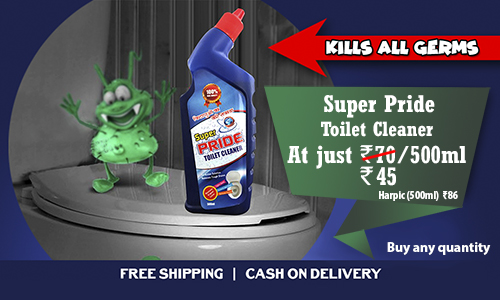 KILLS ALL GERMS
Super Pride
Toilet Cleaner
At just ₹70/500ml
₹45
Harpic (500ml) ₹86
Buy any quantity
100%
Super
PRIDE
TOILET CLEANER
FREE SHIPPING | CASH ON DELIVERY